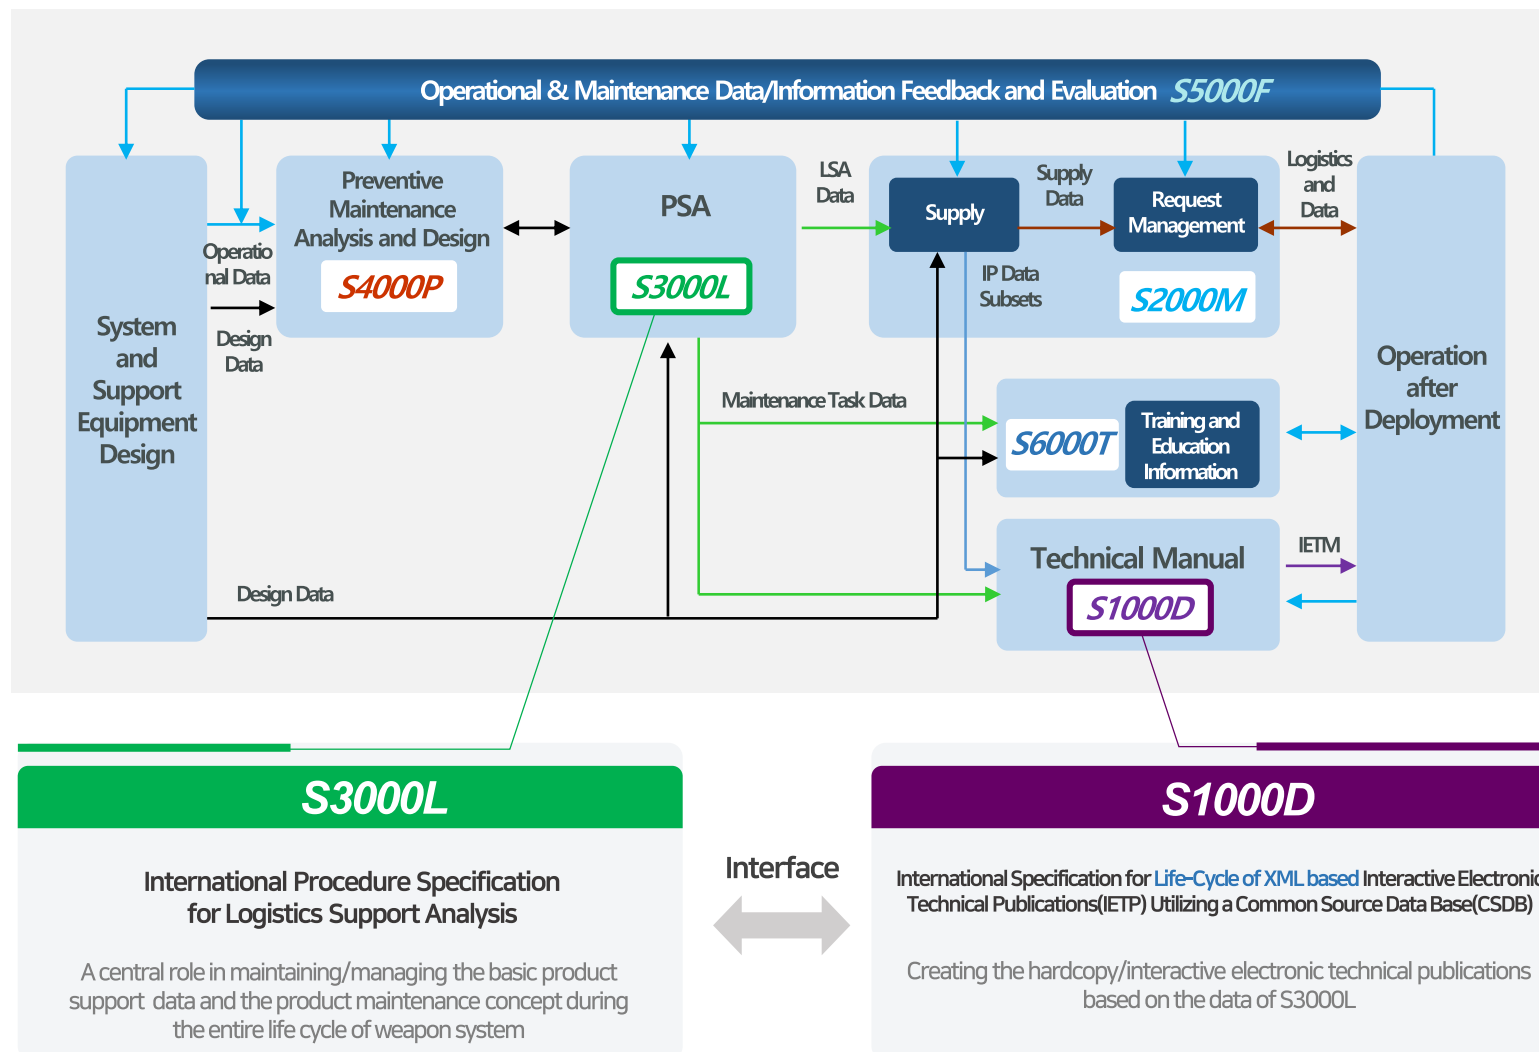 Operational & Maintenance Data/Information Feedback and Evaluation S5000F
System
and
Support
Equipment
Design
Operatio
nal Data
Design
Data
Preventive
Maintenance
Analysis and Design
S4000P
PSA
S3000L
LSA
Data
Supply
Supply
Data
Request
Management
IP Data
Subsets
S2000M
Logistics
and
Data
Operation
after
Deployment
Maintenance Task Data
S6000T
Training and
Education
Information
Technical Manual
S1000D
IETM
Design Data
S3000L
International Procedure Specification
for Logistics Support Analysis
A central role in maintaining/managing the basic product
support data and the product maintenance concept during
the entire life cycle of weapon system
Interface
S1000D
International Specification for Life-Cycle of XML based Interactive Electronic
Technical Publications(IETP) Utilizing a Common Source Data Base(CSDB)
Creating the hardcopy/interactive electronic technical publications
based on the data of S3000L